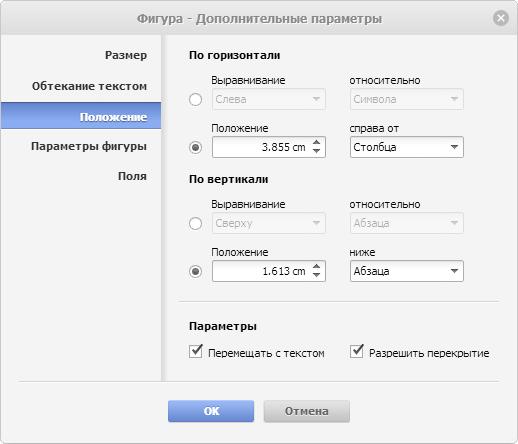 Фигура - Дополнительные параметры
Размер
Обтекание текстом
Положение
Параметры фигуры
Поля
По горизонтали
Выравнивание относительно
Слева Символа
Положение справа от
3.855 cm Столбца
По вертикали
Выравнивание относительно
Сверху Абзаца
Положение ниже
1.613 cm Абзаца
Параметры
Перемещать с текстом Разрешить перекрытие
OK Отмена